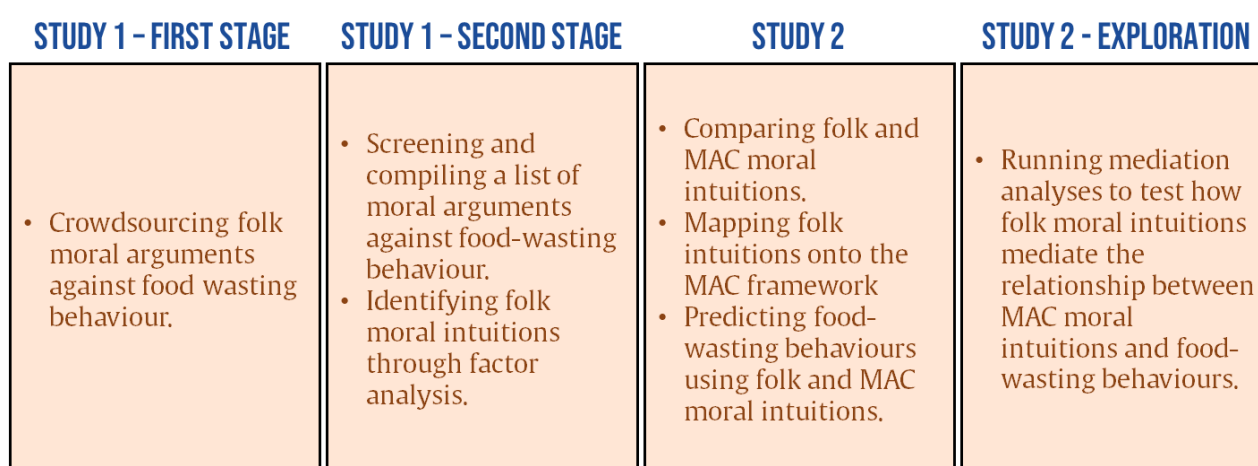 STUDY 1 – FIRST STAGE
• Crowdsourcing folk
moral arguments
against food wasting
behaviour.
STUDY 1 – SECOND STAGE
• Screening and
compiling a list of
moral arguments
against food-wasting
behaviour.
• Identifying folk
moral intuitions
through factor
analysis.
STUDY 2
• Comparing folk and
MAC moral
intuitions.
• Mapping folk
intuitions onto the
MAC framework
• Predicting food-
wasting behaviours
using folk and MAC
moral intuitions.
STUDY 2 - EXPLORATION
• Running mediation
analyses to test how
folk moral intuitions
mediate the
relationship between
MAC moral
intuitions and food-
wasting behaviours.